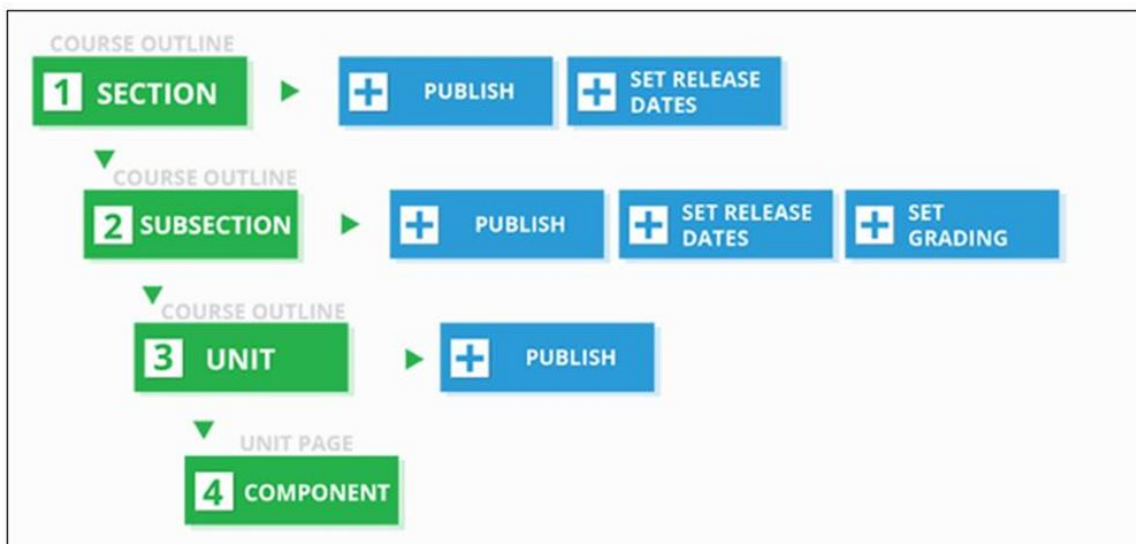 COURSE OUTLINE
1 SECTION
PUBLISH
SET RELEASE
DATES
COURSE OUTLINE
2 SUBSECTION
PUBLISH
SET RELEASE
DATES
SET
GRADING
COURSE OUTLINE
3 UNIT
PUBLISH
UNIT PAGE
4 COMPONENT